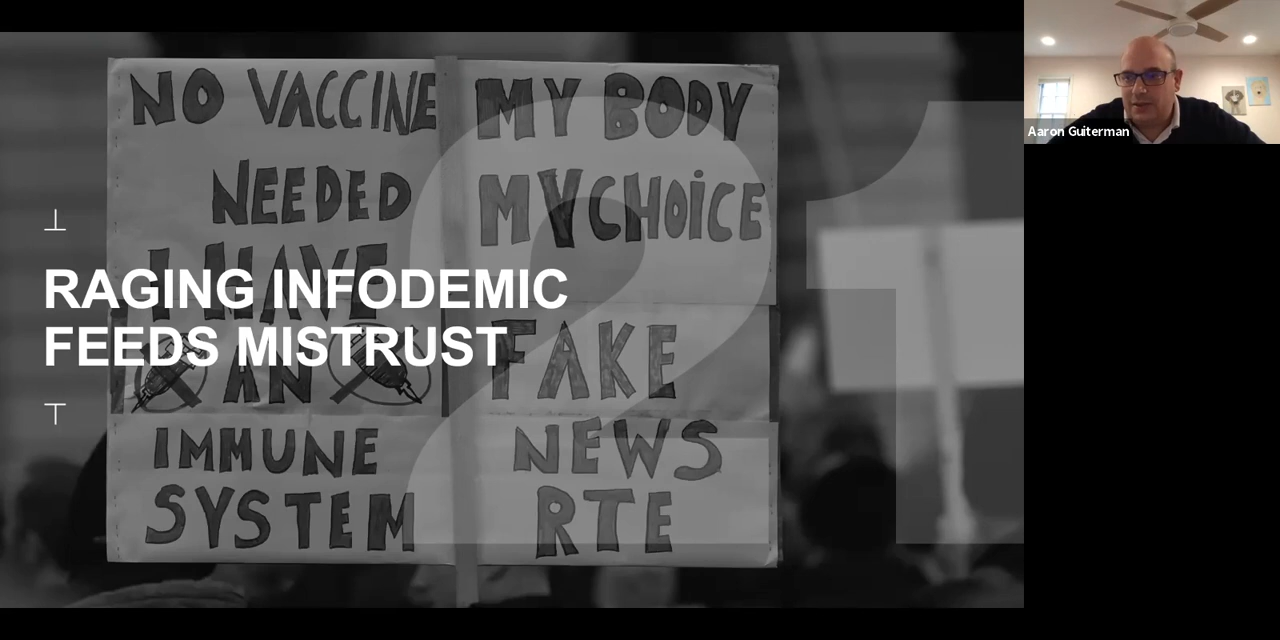 NO VACCINE
NEEDED
I HAVE
AN
IMMUNE
SYSTEM
MY BODY
MY CHOICE
FAKE
NEWS
RTE
21
RAGING INFODEMIC
FEEDS MISTRUST
Aaron Guiterman